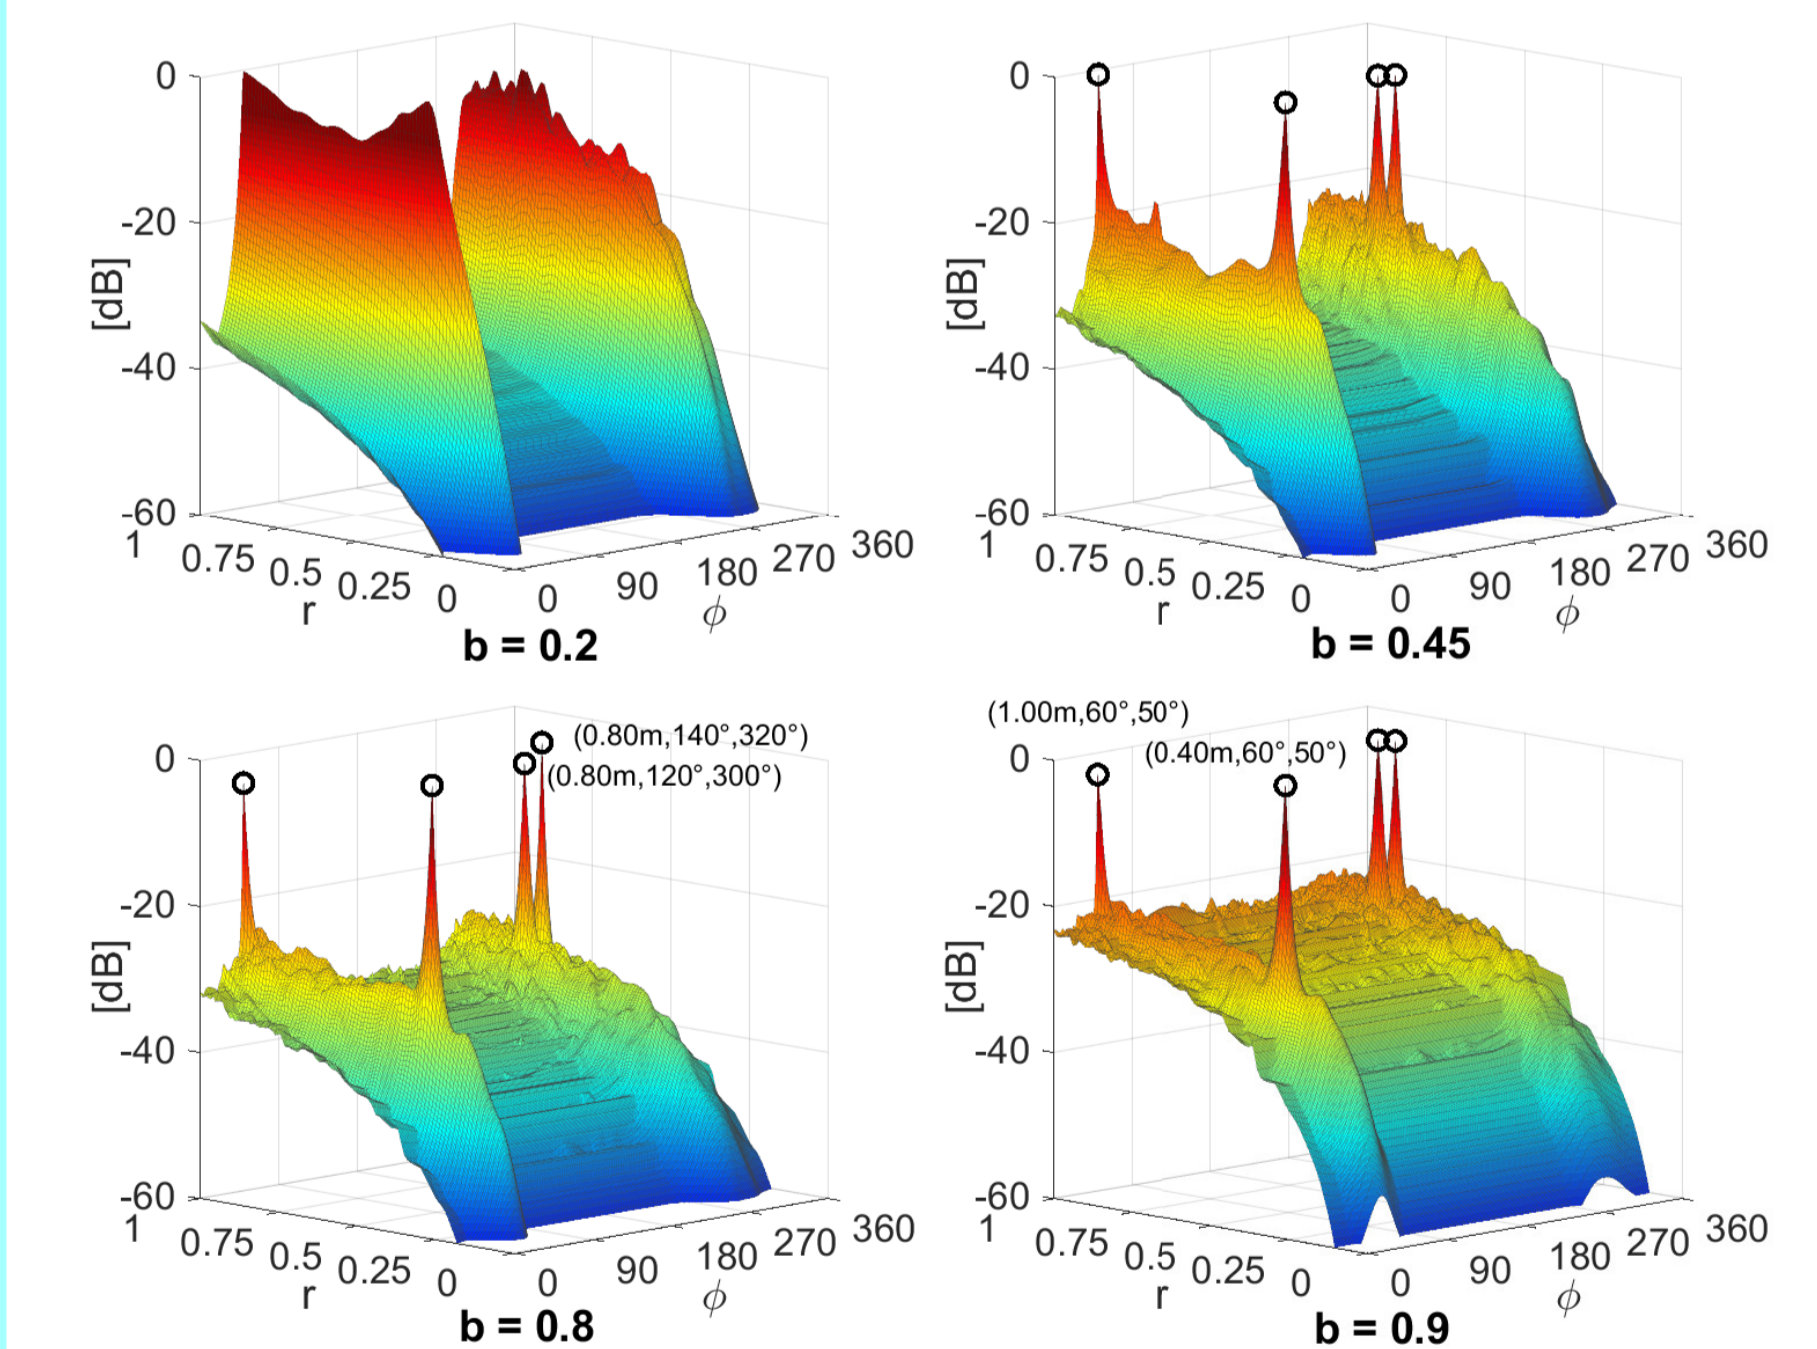 0
-20
-40
-60
[dB]
1
0.75
0.5
0.25
0
r
0
90
180
270
360
ϕ
b = 0.2
0
-20
-40
-60
[dB]
1
0.75
0.5
0.25
0
r
0
90
180
270
360
ϕ
b = 0.45
(0.80m,140°,320°)
(0.80m,120°,300°)
0
-20
-40
-60
[dB]
1
0.75
0.5
0.25
0
r
0
90
180
270
360
ϕ
b = 0.8
(1.00m,60°,50°)
(0.40m,60°,50°)
0
-20
-40
-60
[dB]
1
0.75
0.5
0.25
0
r
0
90
180
270
360
ϕ
b = 0.9